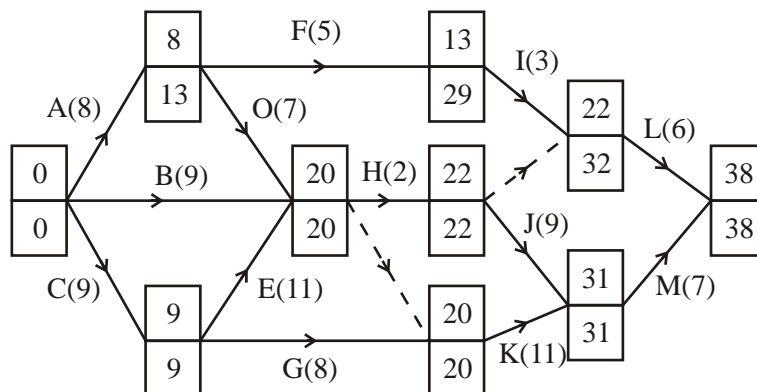 8
F(5)
13
13
29
I(3)
A(8)
O(7)
22
32
L(6)
0
0
B(9)
20
20
H(2)
22
22
38
38
J(9)
C(9)
E(11)
31
31
M(7)
9
9
G(8)
20
20
K(11)